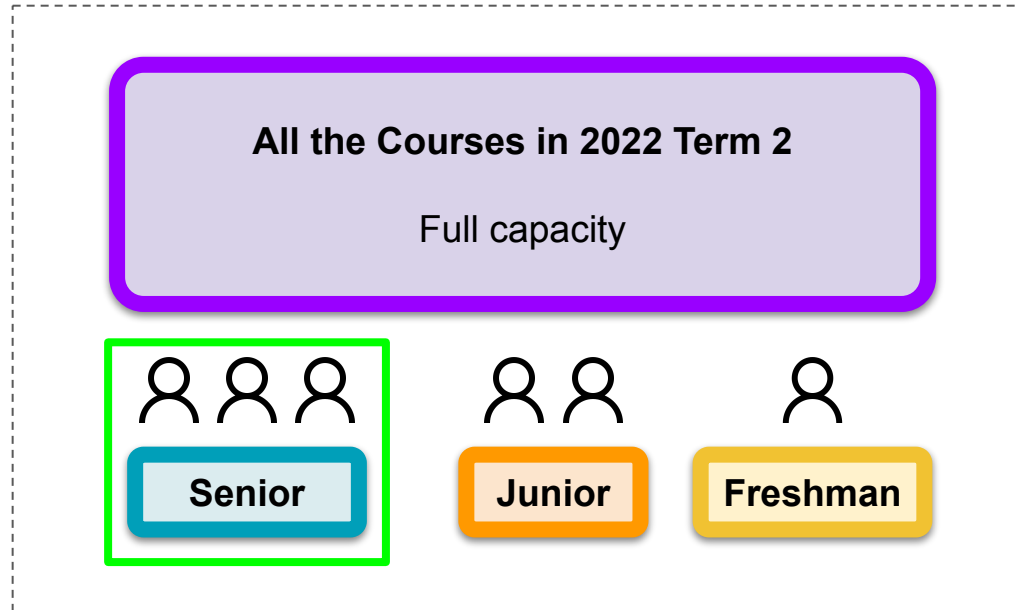 All the Courses in 2022 Term 2
Full capacity
Senior
Junior
Freshman